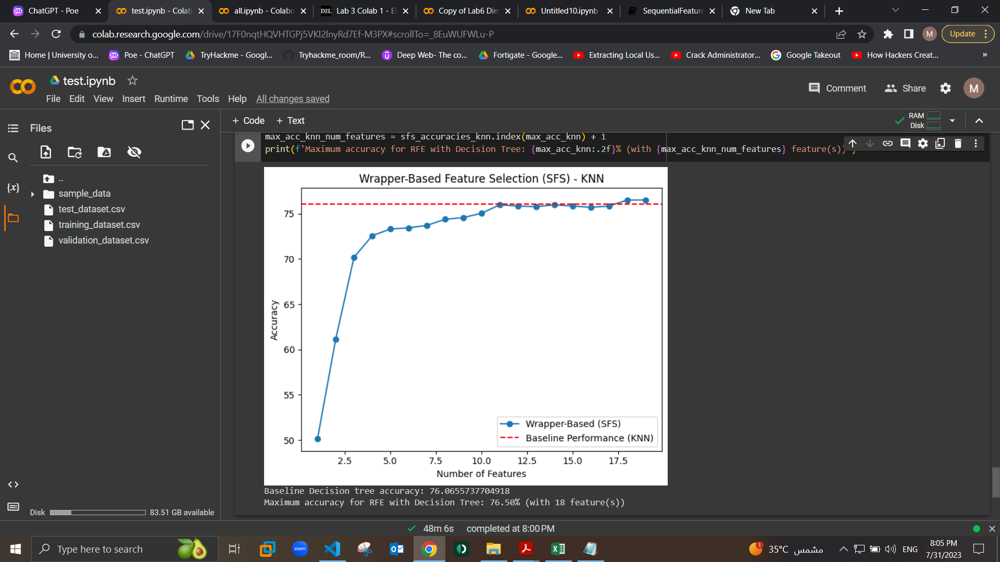 ChatGPT - Poe
test.ipynb - Colab
all.ipynb - Colabo
D2L Lab 3 Colab 1 - EL
Copy of Lab6 Dim
Untitled10.ipynb
SequentialFeature
New Tab
colab.research.google.com/drive/17F0nqtHQVHTGPj5VKI2lnyRd7Ef-M3PX#scrollTo=_8EuWUFWLu-P
M
Update
Home | University o...
Poe - ChatGPT
TryHackme - Googl...
Tryhackme_room/R...
Deep Web- The co...
Fortigate - Google...
Extracting Local Us...
Crack Administrator...
Google Takeout
How Hackers Creat...
»
test.ipynb
File Edit View Insert Runtime Tools Help All changes saved
Comment
Share
M
Files
+ Code + Text
RAM
Disk
{x}
..
sample_data
test_dataset.csv
training_dataset.csv
validation_dataset.csv
Disk 83.51 GB available
max_acc_knn_num_features = sfs_accuracies_knn.index(max_acc_knn) + 1
print(f'Maximum accuracy for RFE with Decision Tree: {max_acc_knn:.2f}% (with {max_acc_knn_num_features} feature(s))')
Wrapper-Based Feature Selection (SFS) - KNN
75
70
65
60
55
50
Accuracy
Wrapper-Based (SFS)
Baseline Performance (KNN)
2.5 5.0 7.5 10.0 12.5 15.0 17.5
Number of Features
Baseline Decision tree accuracy: 76.0655737704918
Maximum accuracy for RFE with Decision Tree: 76.50% (with 18 feature(s))
48m 6s completed at 8:00 PM
Type here to search
zoom
1
35°C مشمس
ENG
8:05 PM
7/31/2023